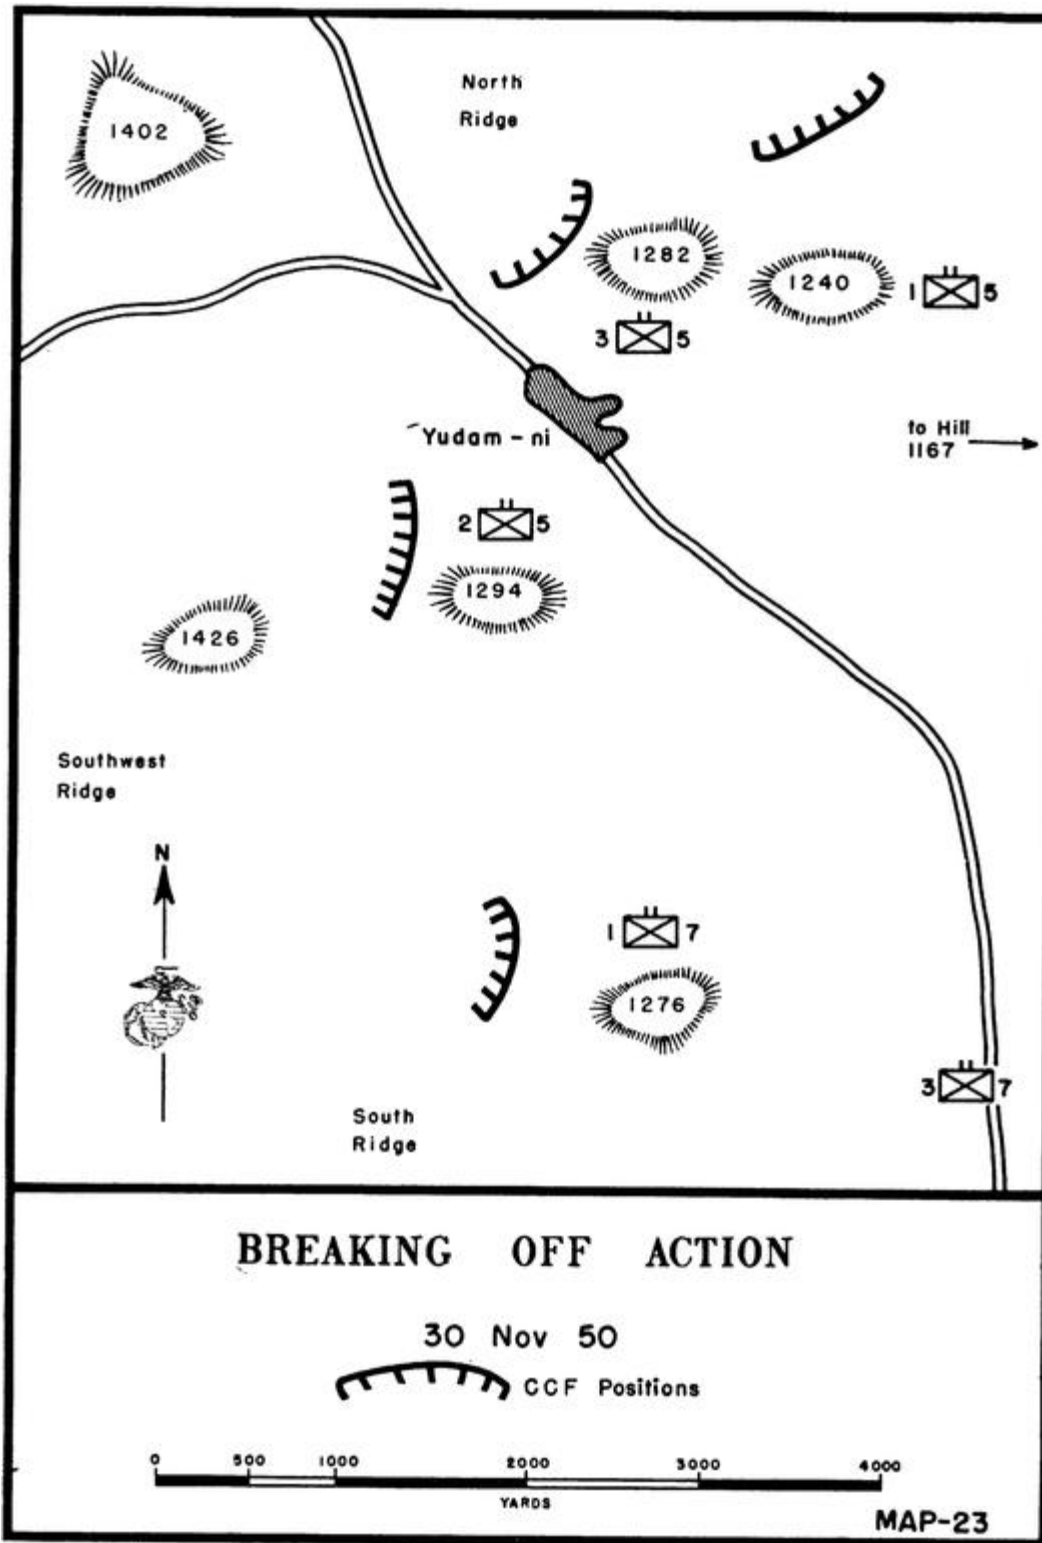 North
Ridge
1402
1282
1240
1 5
3 5
Yudam-ni
to Hill
1167
2 5
1294
1426
Southwest
Ridge
N
1 7
1276
3 7
South
Ridge
BREAKING OFF ACTION
30 Nov 50
CCF Positions
0 500 1000 2000 3000 4000
YARDS
MAP-23